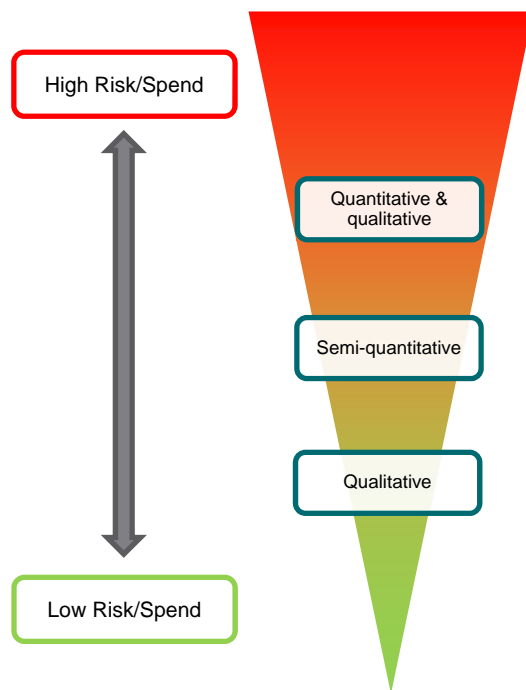 High Risk/Spend
Quantitative &
qualitative
Semi-quantitative
Qualitative
Low Risk/Spend